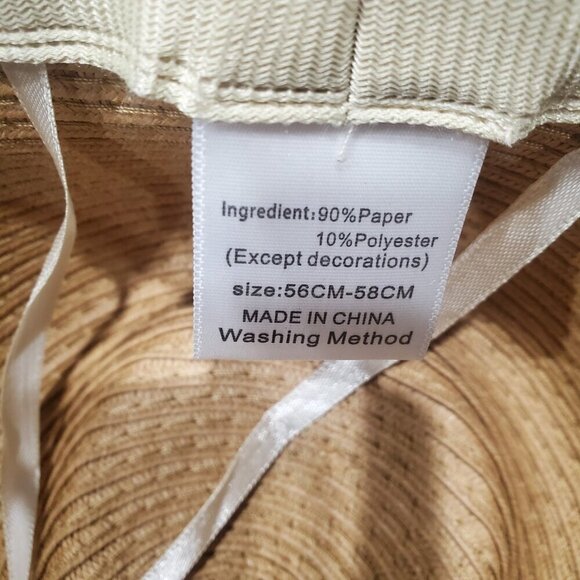 Ingredient:90%Paper
10%Polyester
(Except decorations)
size:56CM-58CM
MADE IN CHINA
Washing Method